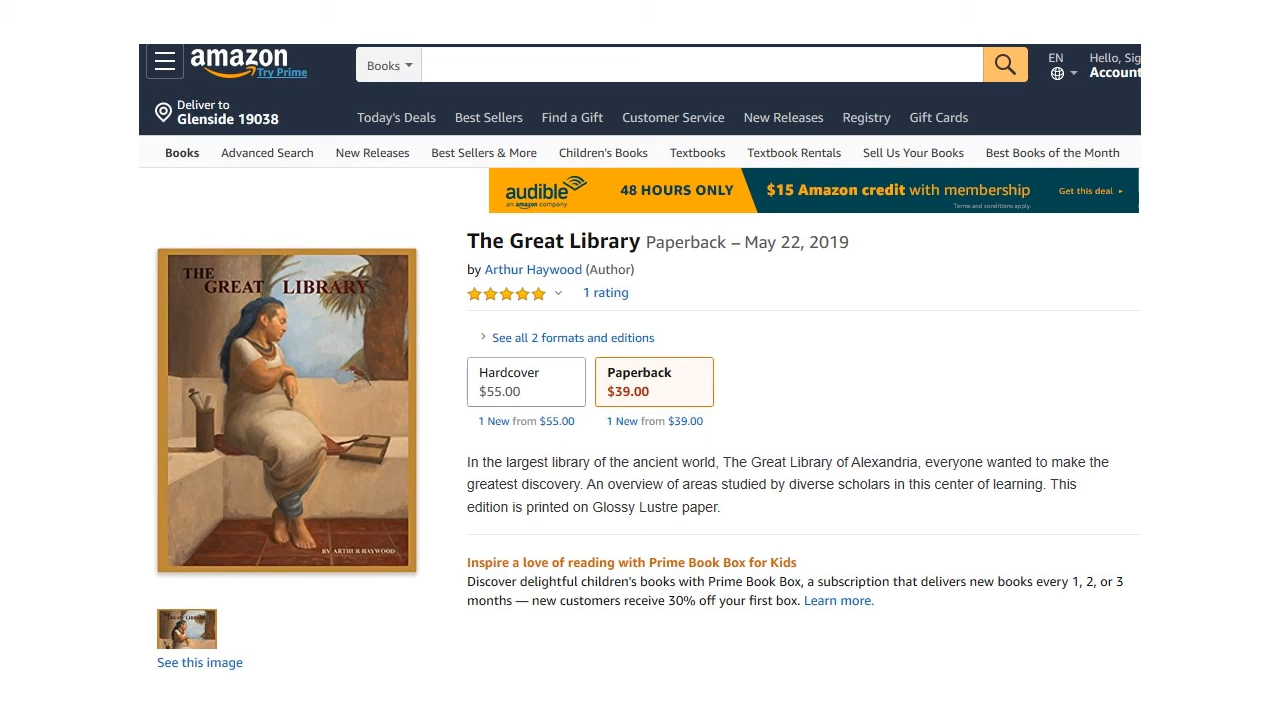 amazon
Try Prime
Books
EN
Hello, Sig
Account
Deliver to
Glenside 19038
Today's Deals Best Sellers Find a Gift Customer Service New Releases Registry Gift Cards
Books Advanced Search New Releases Best Sellers & More Children's Books Textbooks Textbook Rentals Sell Us Your Books Best Books of the Month
audible
an amazon company
48 HOURS ONLY
$15 Amazon credit with membership
Terms and conditions apply.
Get this deal ▸
The Great Library Paperback – May 22, 2019
by Arthur Haywood (Author)
1 rating
THE
GREAT LIBRARY
BY ARTHUR HAYWOOD
See all 2 formats and editions
Hardcover
$55.00
Paperback
$39.00
1 New from $55.00
1 New from $39.00
In the largest library of the ancient world, The Great Library of Alexandria, everyone wanted to make the
greatest discovery. An overview of areas studied by diverse scholars in this center of learning. This
edition is printed on Glossy Lustre paper.
Inspire a love of reading with Prime Book Box for Kids
Discover delightful children's books with Prime Book Box, a subscription that delivers new books every 1, 2, or 3
months — new customers receive 30% off your first box. Learn more.
See this image